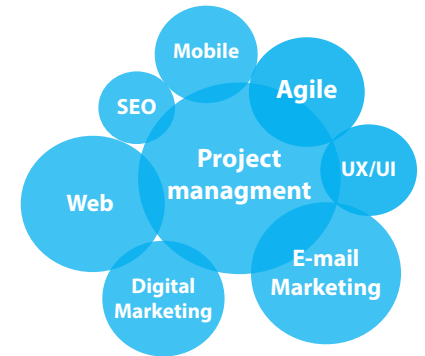 Mobile
Agile
SEO
Project
managment
UX/UI
Web
E-mail
Marketing
Digital
Marketing